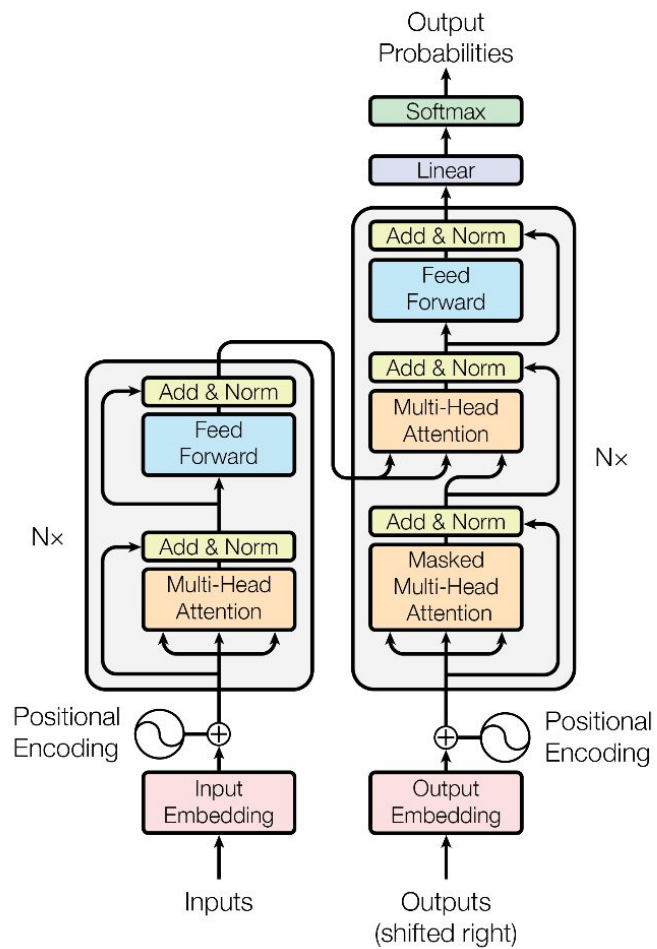 Output
Probabilities
Softmax
Linear
Add & Norm
Feed
Forward
Add & Norm
Multi-Head
Attention
Add & Norm
Masked
Multi-Head
Attention
N×
Add & Norm
Feed
Forward
Add & Norm
Multi-Head
Attention
N×
Positional
Encoding
Positional
Encoding
Input
Embedding
Output
Embedding
Inputs
Outputs
(shifted right)